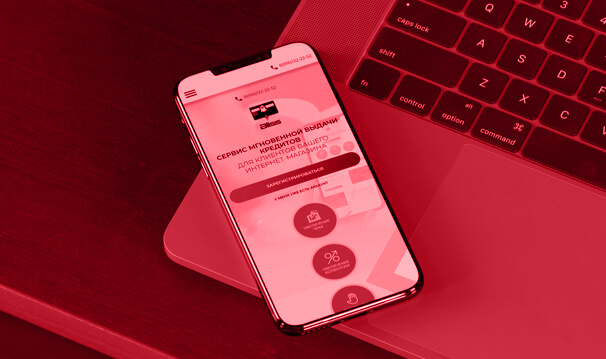 СЕРВИС МГНОВЕННОЙ ВЫДАЧИ
КРЕДИТОВ
ДЛЯ КЛИЕНТОВ ВАШЕГО
ИНТЕРНЕТ-МАГАЗИНА
ЗАРЕГИСТРИРОВАТЬСЯ
У МЕНЯ УЖЕ ЕСТЬ АККАУНТ
caps lock
A
S
D
W
E
shift
Z
X
C
fn
control
alt
option
⌘
command